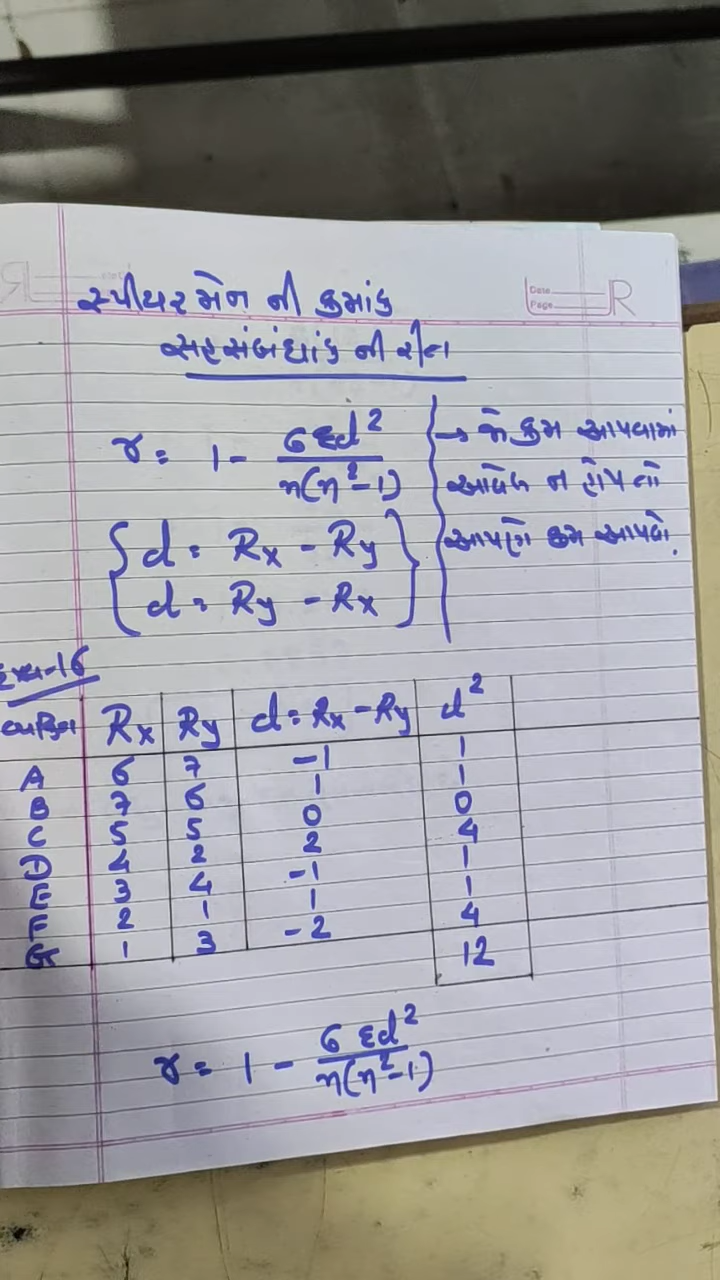 Date
Page
R
સ્પીયરમેન ની ક્રમાંક
સહસંબંધાંક ની રીત
r = 1 - 6Σd² / n(n²-1)
{ d = Rx - Ry
d = Ry - Rx }
→ જો ક્રમ આપવામાં
આવેલ ન હોય તો
આપણે ક્રમ આપવો.
-16
Rx Ry d = Rx - Ry d²
A 6 7 -1 1
B 7 6 1 1
C 5 5 0 0
D 4 2 2 4
E 3 4 -1 1
F 2 1 1 1
G 1 3 -2 4
12
r = 1 - 6Σd² / n(n²-1)